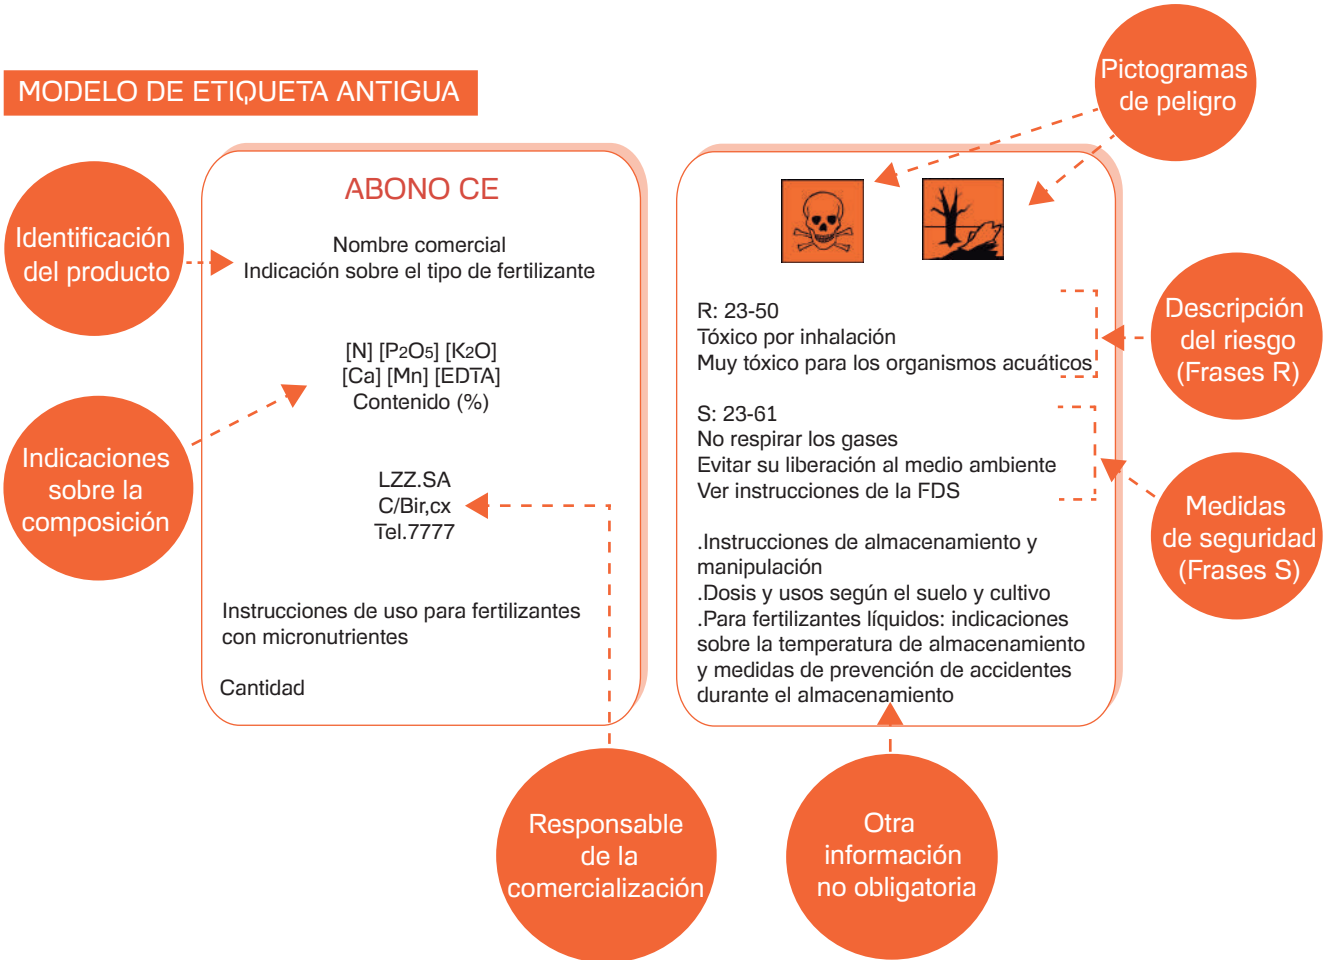 MODELO DE ETIQUETA ANTIGUA
Pictogramas
de peligro
Identificación
del producto
ABONO CE
Nombre comercial
Indicación sobre el tipo de fertilizante
[N] [P2O5] [K2O]
[Ca] [Mn] [EDTA]
Contenido (%)
Indicaciones
sobre la
composición
LZZ.SA
C/Bir,cx
Tel.7777
Instrucciones de uso para fertilizantes
con micronutrientes
Cantidad
R: 23-50
Tóxico por inhalación
Muy tóxico para los organismos acuáticos
Descripción
del riesgo
(Frases R)
S: 23-61
No respirar los gases
Evitar su liberación al medio ambiente
Ver instrucciones de la FDS
Medidas
de seguridad
(Frases S)
.Instrucciones de almacenamiento y
manipulación
.Dosis y usos según el suelo y cultivo
.Para fertilizantes líquidos: indicaciones
sobre la temperatura de almacenamiento
y medidas de prevención de accidentes
durante el almacenamiento
Responsable
de la
comercialización
Otra
información
no obligatoria